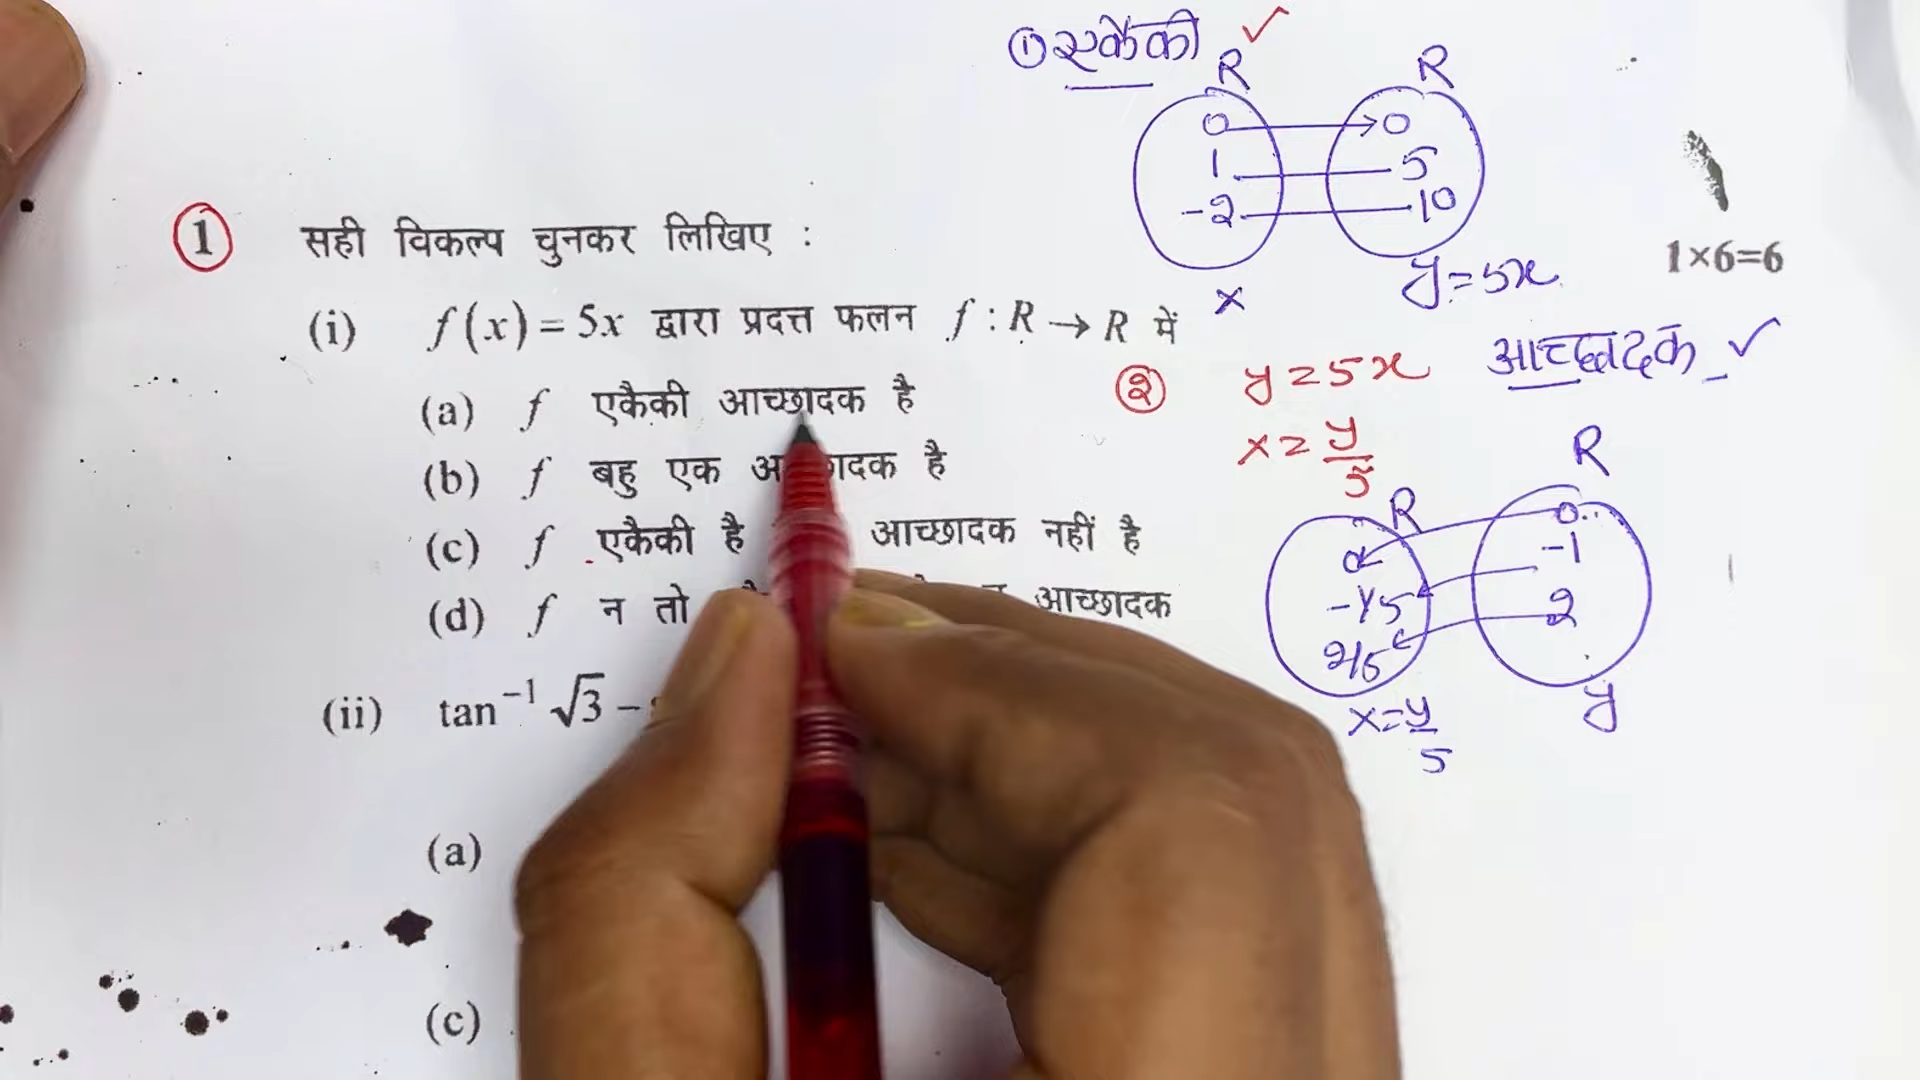 ① एकैकी ✓
R R
0 0
1 5
-2 -10
x y=5x
1 सही विकल्प चुनकर लिखिए : 1×6=6
(i) f(x) = 5x द्वारा प्रदत्त फलन f : R → R में
(a) f एकैकी आच्छादक है
(b) f बहु एक है
(c) f एकैकी है आच्छादक नहीं है
(d) f न तो आच्छादक
(ii) tan⁻¹ √3 –
(a)
(c)
② y=5x आच्छादक ✓
x=y/5
R R
0 0
-1/5 -1
2/5 2
x=y/5 y